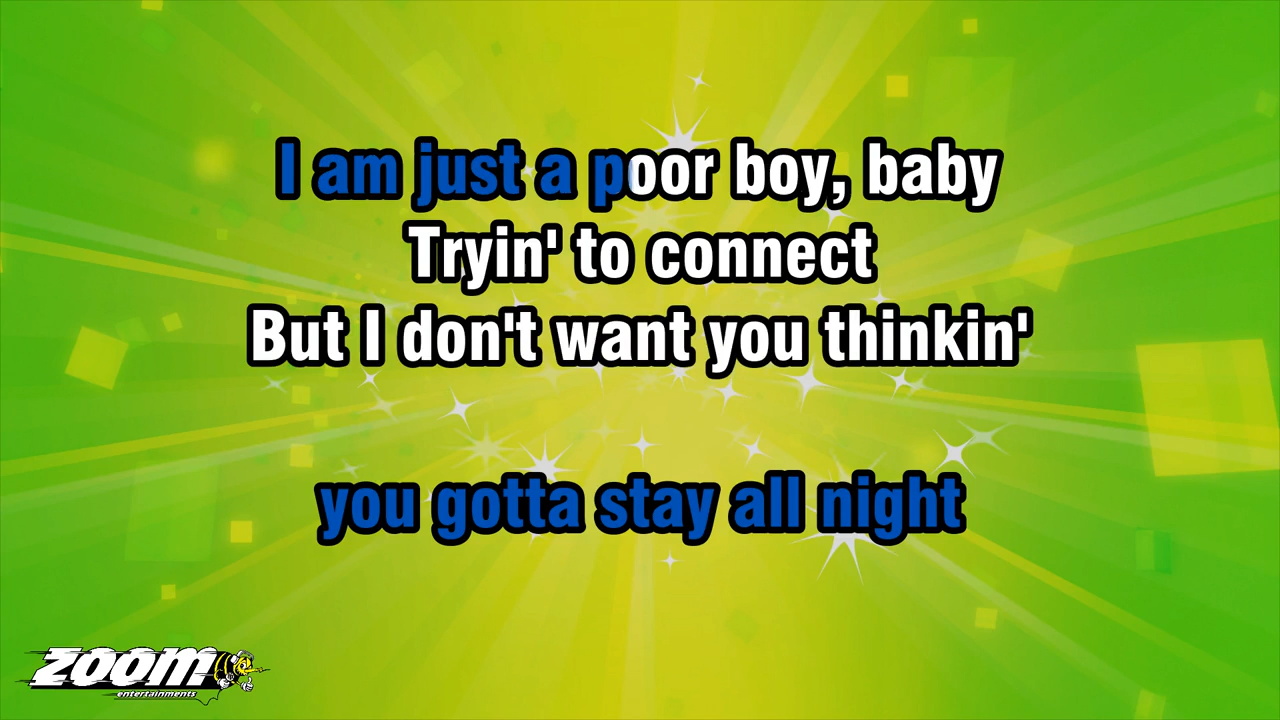 I am just a poor boy, baby
Tryin' to connect
But I don't want you thinkin'
you gotta stay all night
ZOOM
entertainments